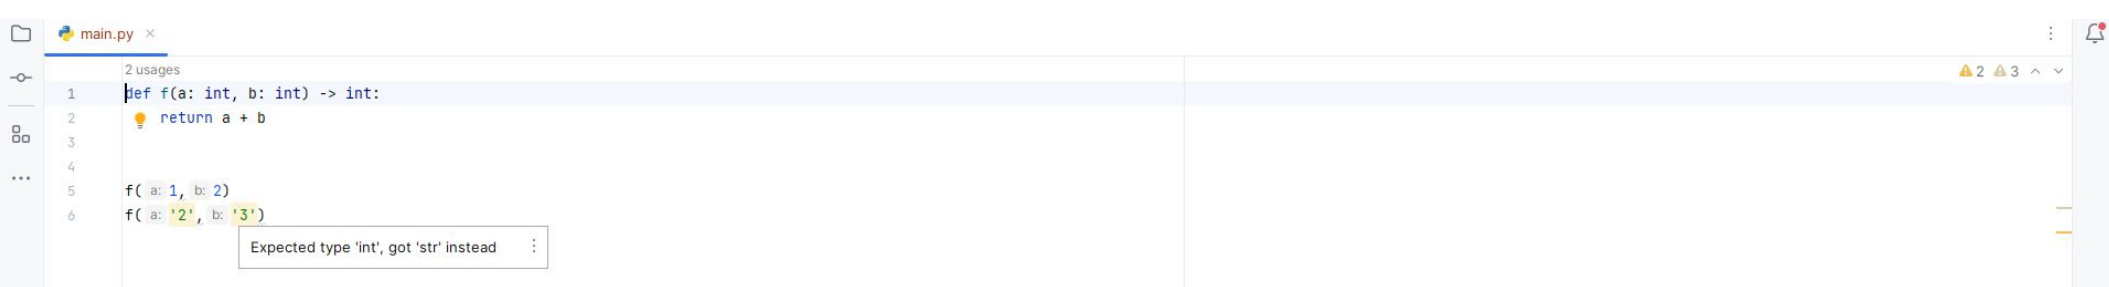 main.py
2 usages
2 3
1 def f(a: int, b: int) -> int:
2 return a + b
3
4
5 f( a: 1, b: 2)
6 f( a: '2', b: '3')
Expected type 'int', got 'str' instead